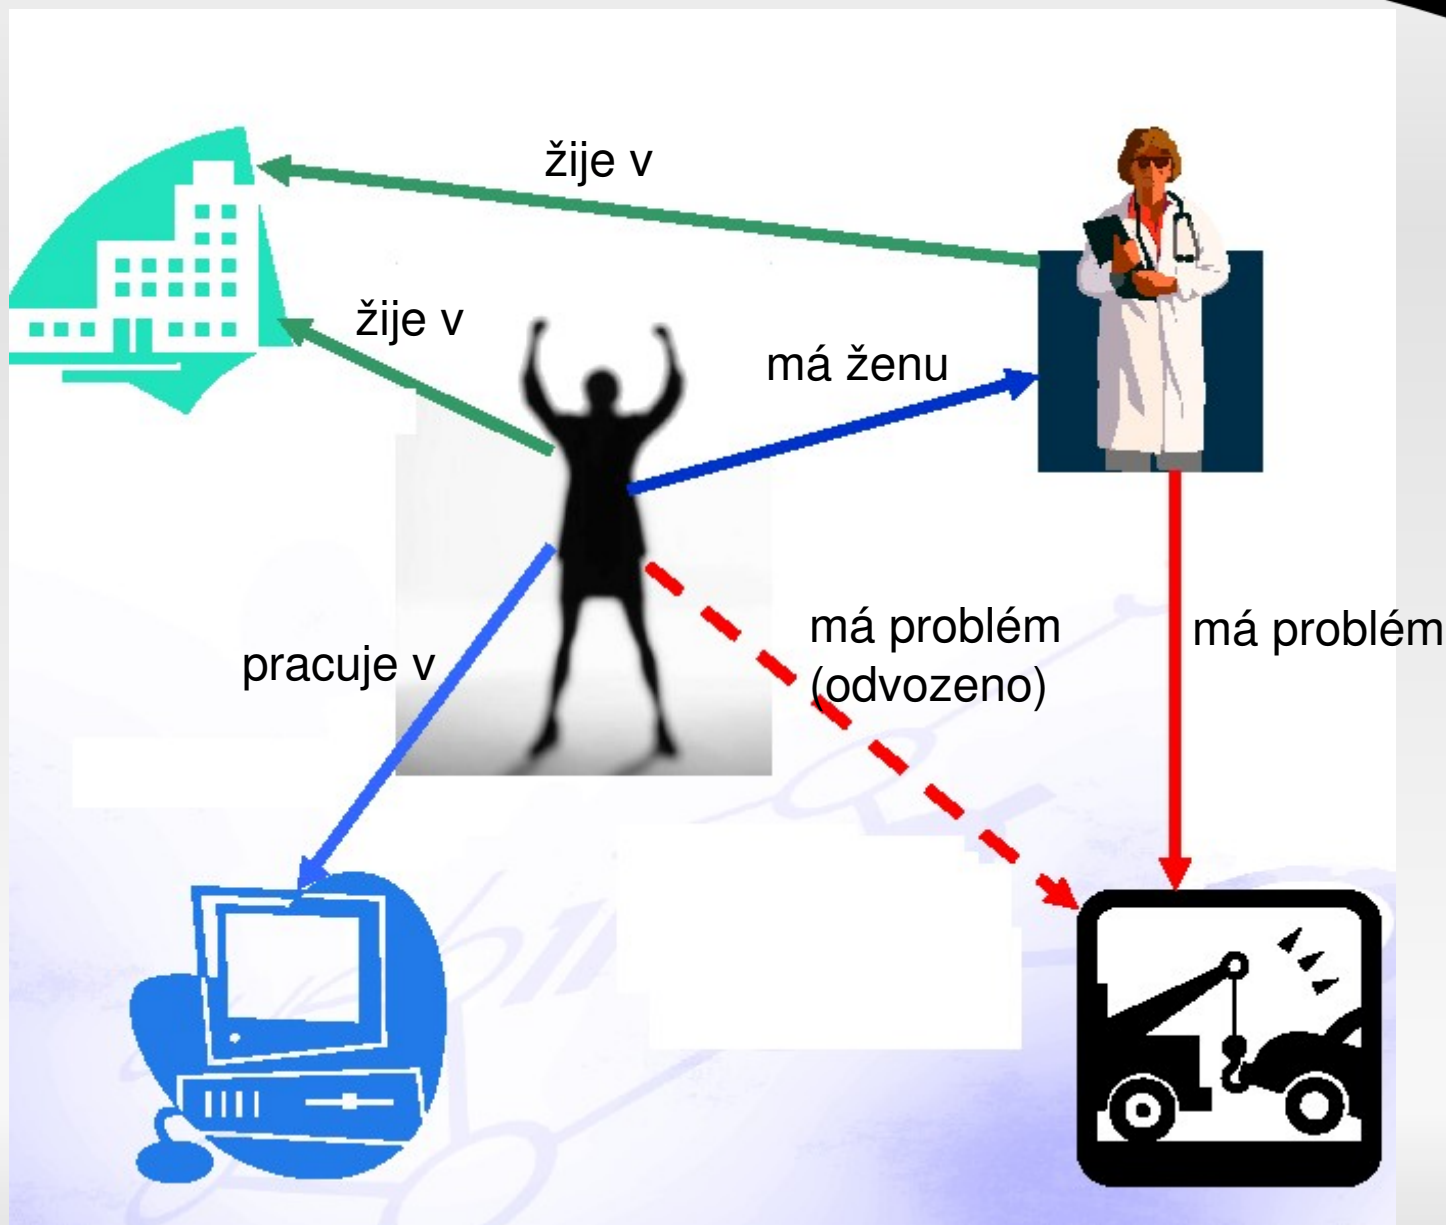 žije v
žije v
má ženu
má problém
(odvozeno)
má problém
pracuje v